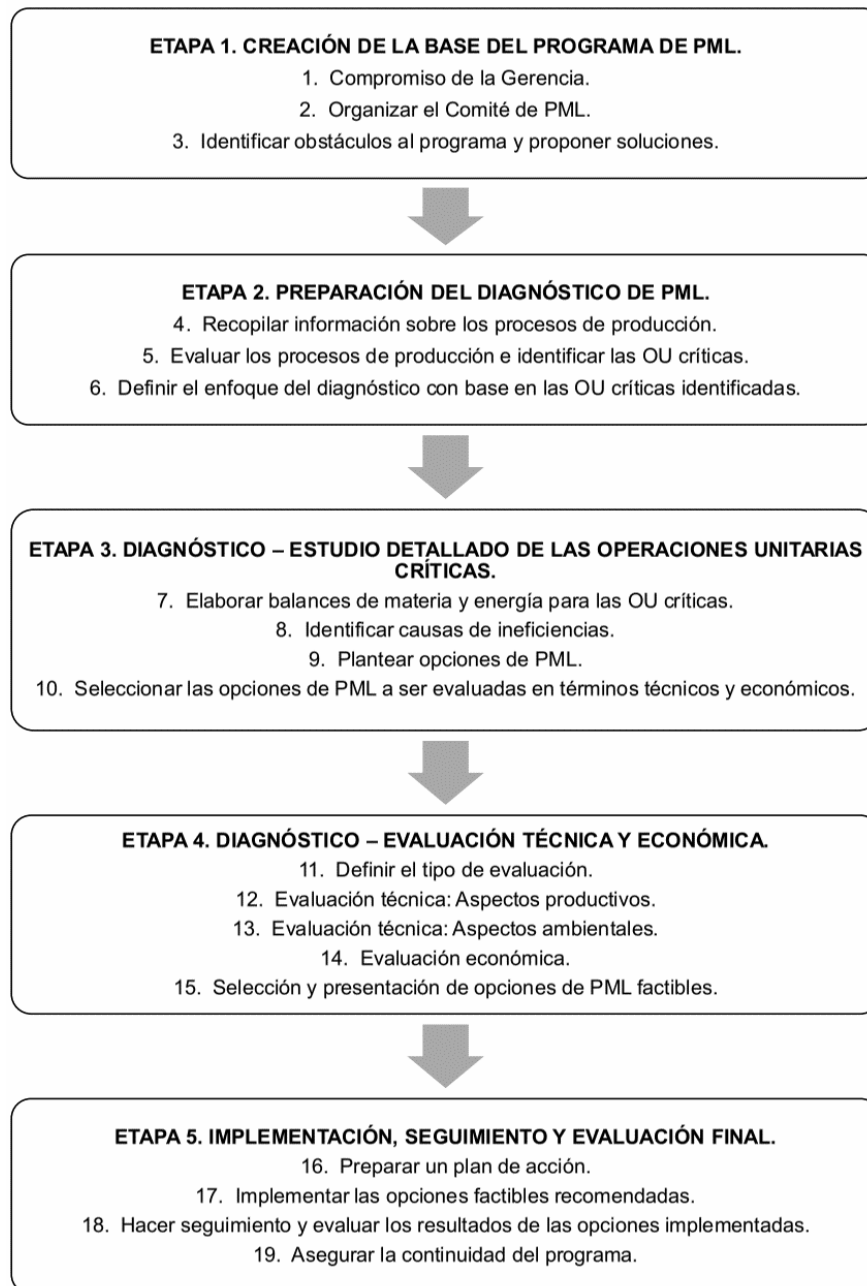 ETAPA 1. CREACIÓN DE LA BASE DEL PROGRAMA DE PML.
1. Compromiso de la Gerencia.
2. Organizar el Comité de PML.
3. Identificar obstáculos al programa y proponer soluciones.
ETAPA 2. PREPARACIÓN DEL DIAGNÓSTICO DE PML.
4. Recopilar información sobre los procesos de producción.
5. Evaluar los procesos de producción e identificar las OU críticas.
6. Definir el enfoque del diagnóstico con base en las OU críticas identificadas.
ETAPA 3. DIAGNÓSTICO – ESTUDIO DETALLADO DE LAS OPERACIONES UNITARIAS
CRÍTICAS.
7. Elaborar balances de materia y energía para las OU críticas.
8. Identificar causas de ineficiencias.
9. Plantear opciones de PML.
10. Seleccionar las opciones de PML a ser evaluadas en términos técnicos y económicos.
ETAPA 4. DIAGNÓSTICO – EVALUACIÓN TÉCNICA Y ECONÓMICA.
11. Definir el tipo de evaluación.
12. Evaluación técnica: Aspectos productivos.
13. Evaluación técnica: Aspectos ambientales.
14. Evaluación económica.
15. Selección y presentación de opciones de PML factibles.
ETAPA 5. IMPLEMENTACIÓN, SEGUIMIENTO Y EVALUACIÓN FINAL.
16. Preparar un plan de acción.
17. Implementar las opciones factibles recomendadas.
18. Hacer seguimiento y evaluar los resultados de las opciones implementadas.
19. Asegurar la continuidad del programa.